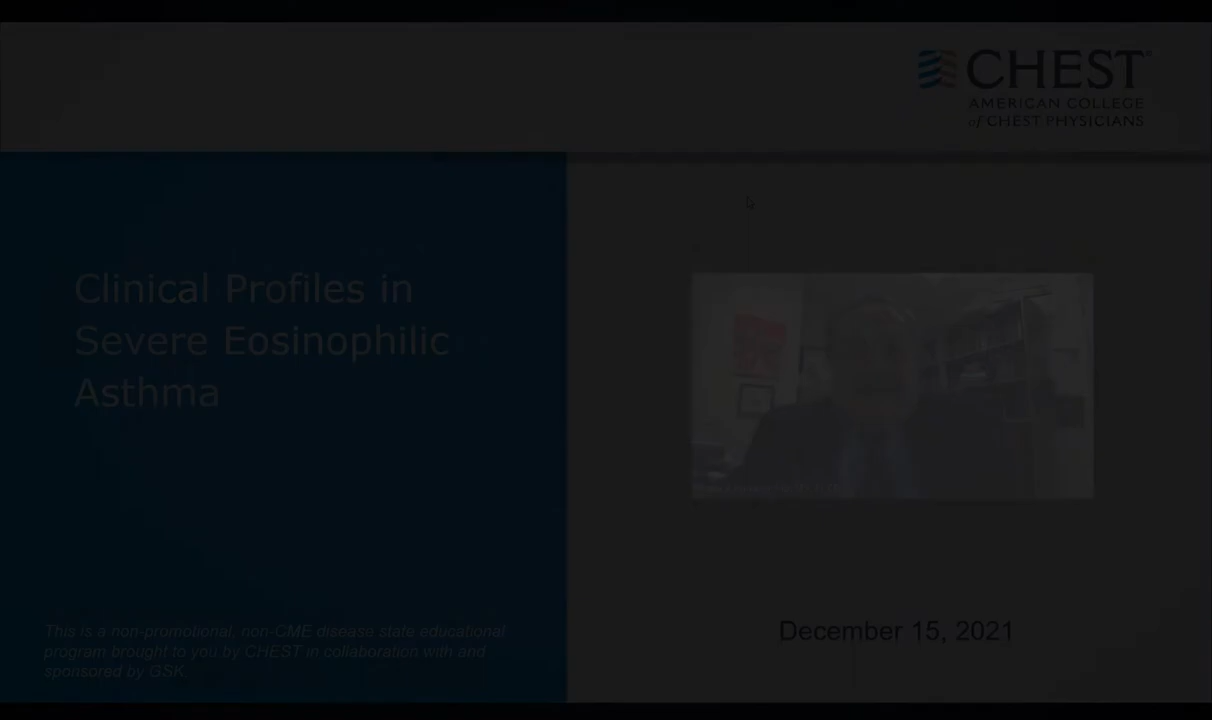 CHEST
AMERICAN COLLEGE
of CHEST PHYSICIANS
Clinical Profiles in
Severe Eosinophilic
Asthma
This is a non-promotional, non-CME disease state educational
program brought to you by CHEST in collaboration with and
sponsored by GSK
December 15, 2021